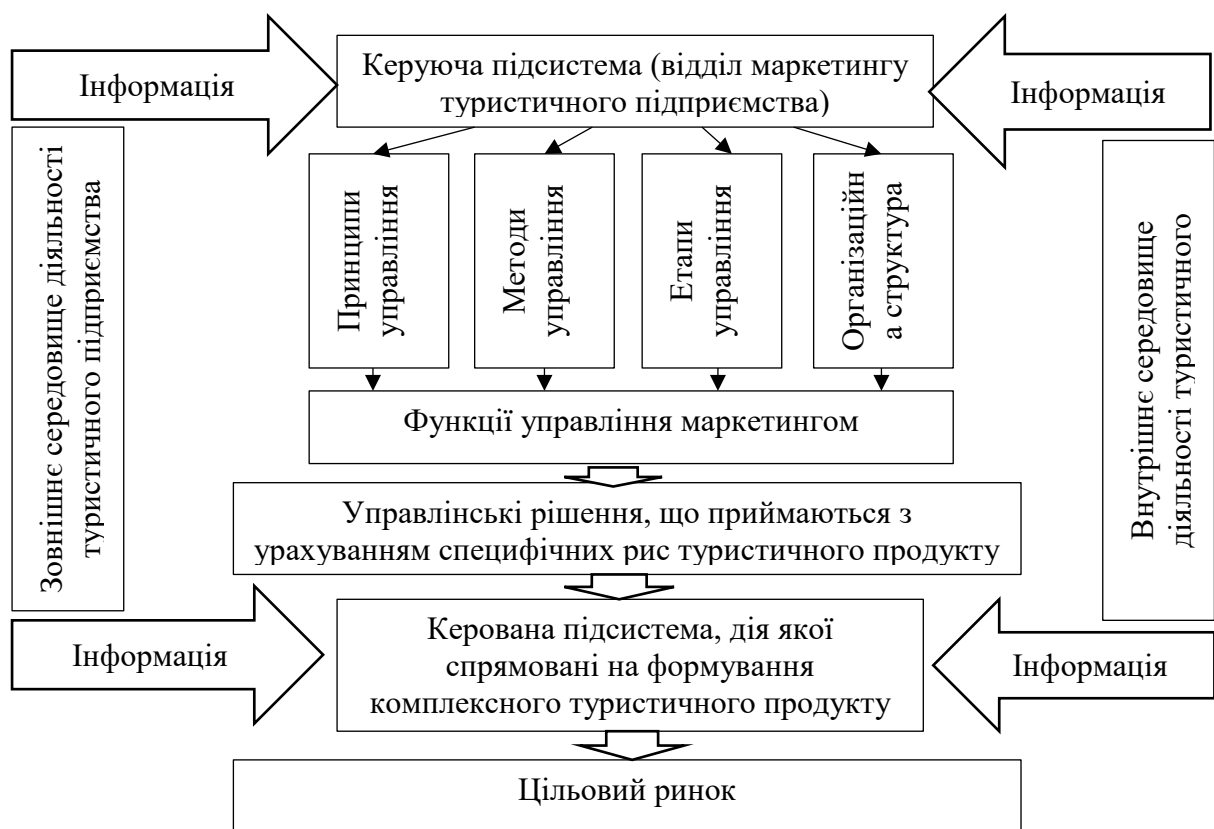 Інформація
Керуюча підсистема (відділ маркетингу
туристичного підприємства)
Інформація
Зовнішнє середовище діяльності
туристичного підприємства
Принципи
управління
Методи
управління
Етапи
управління
Організаційн
а структура
Внутрішнє середовище
діяльності туристичного
Функції управління маркетингом
Управлінські рішення, що приймаються з
урахуванням специфічних рис туристичного продукту
Інформація
Керована підсистема, дія якої
спрямовані на формування
комплексного туристичного продукту
Інформація
Цільовий ринок